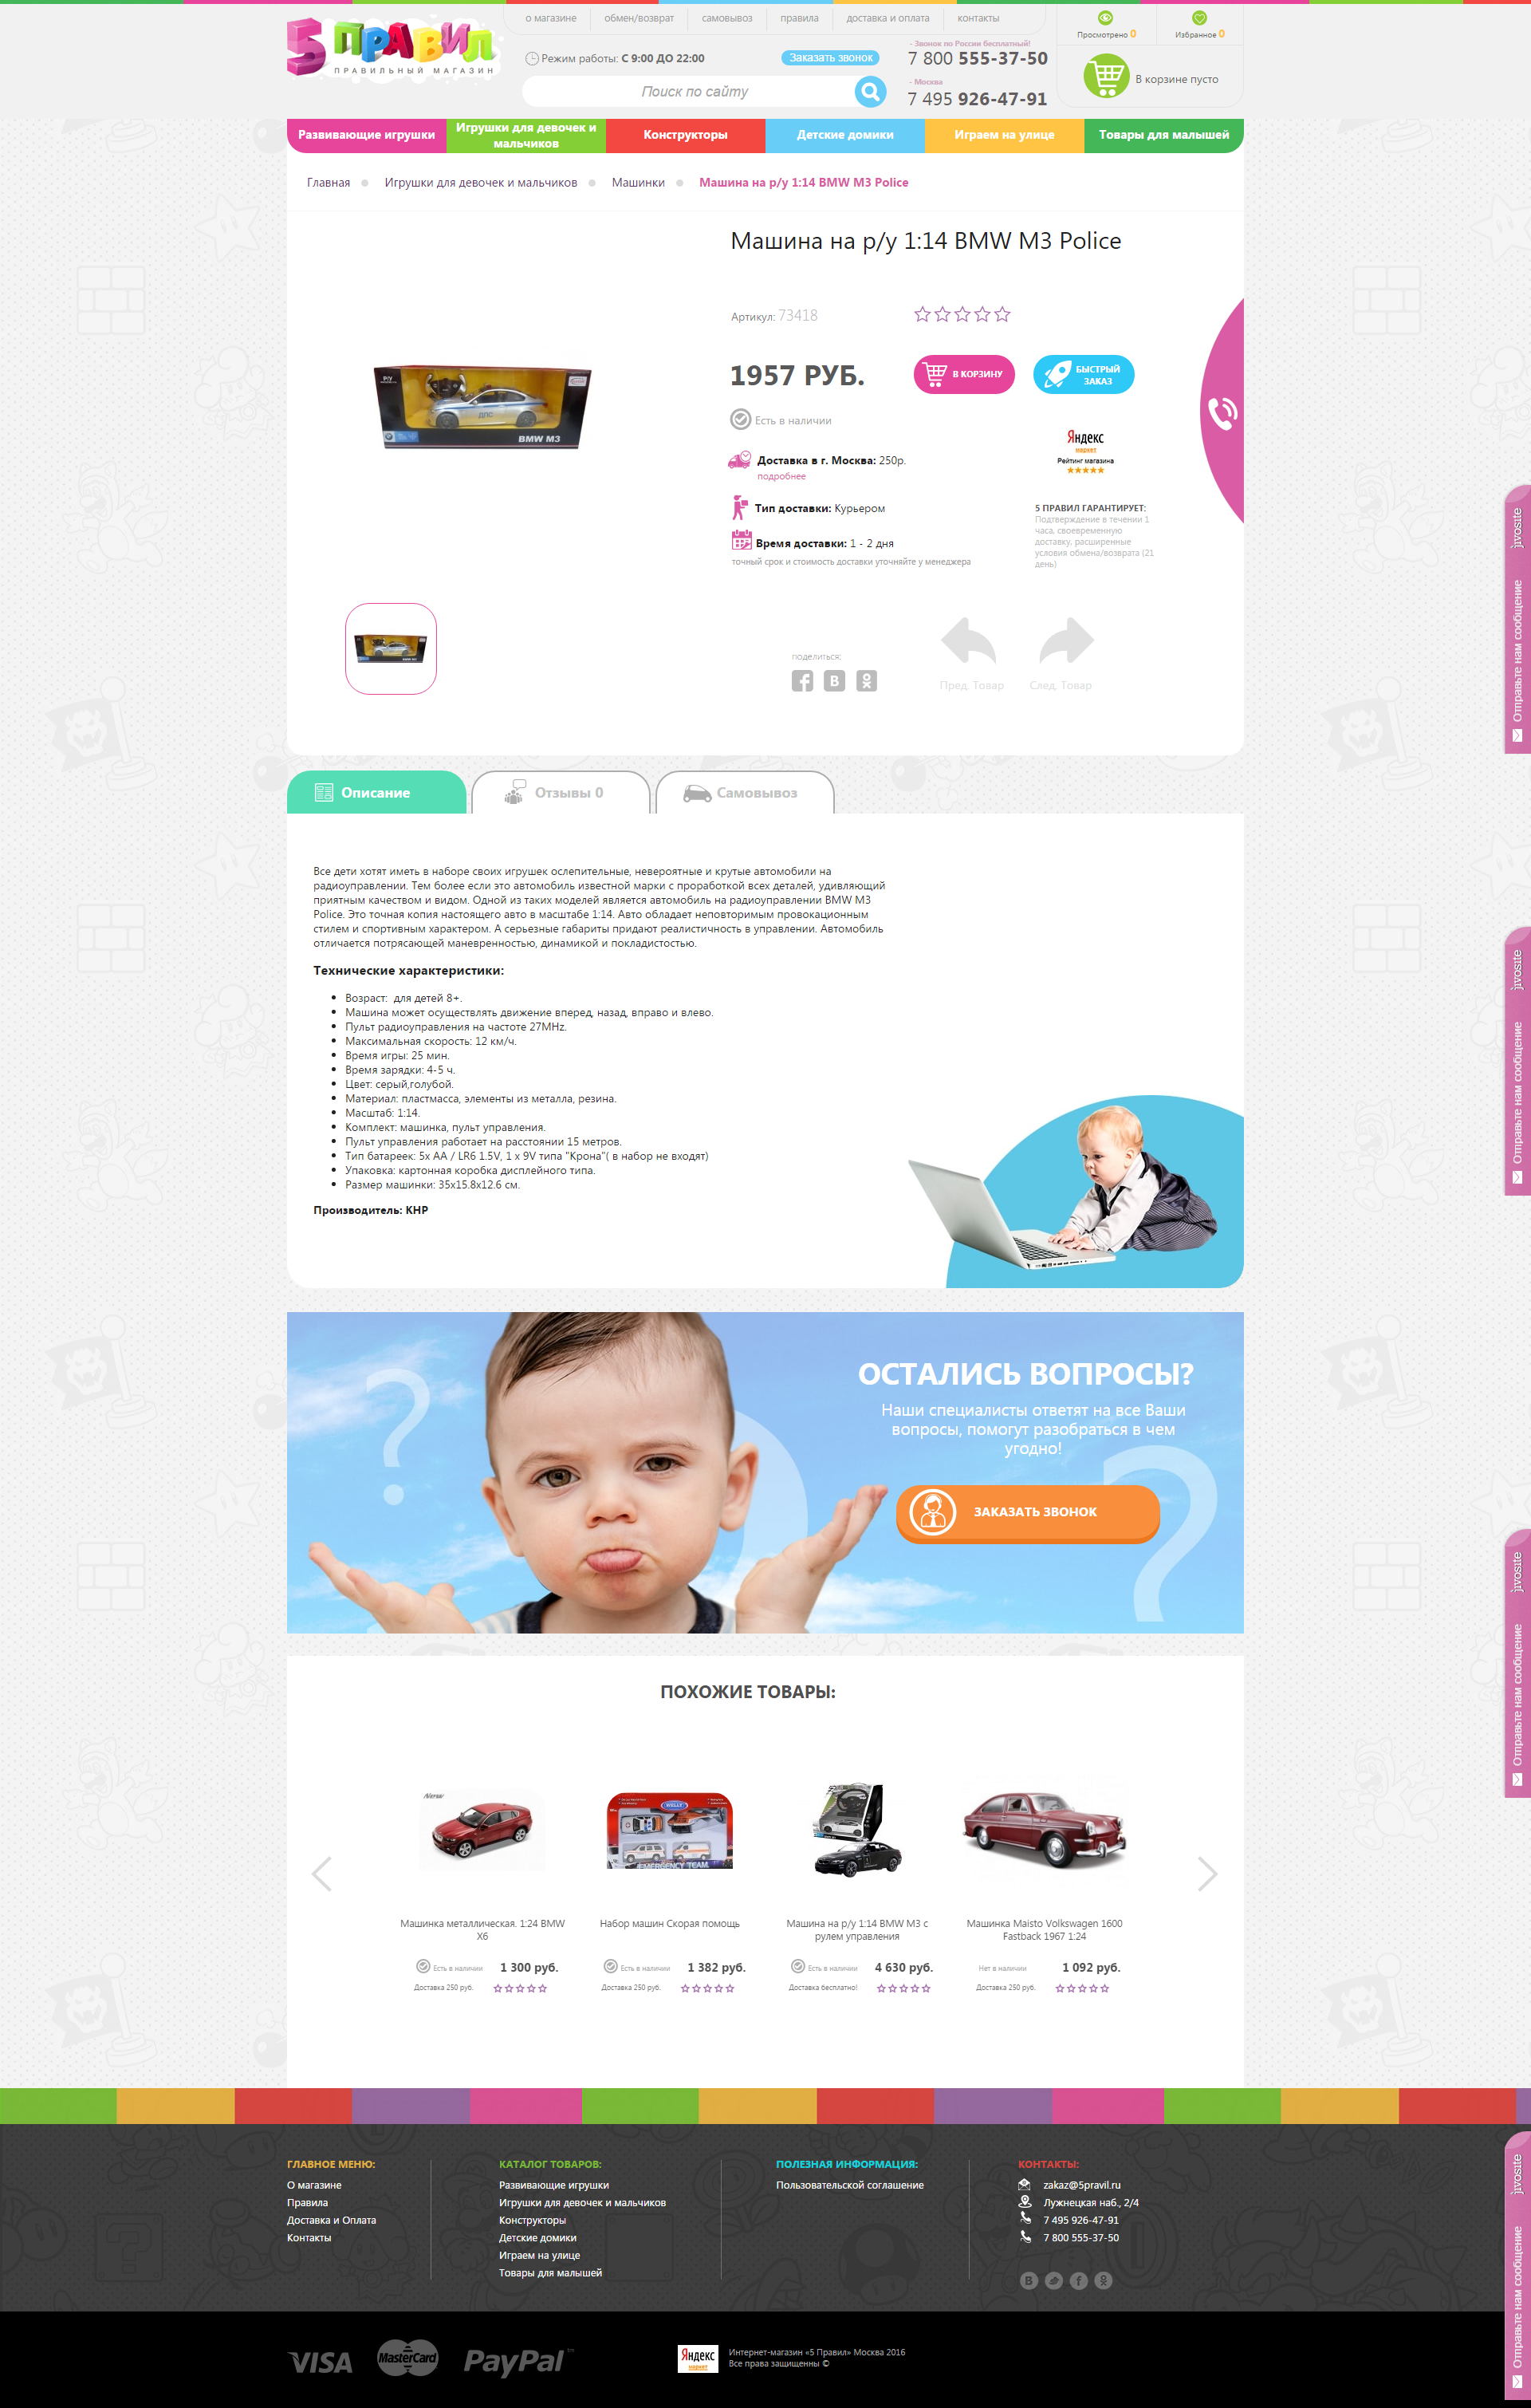 о магазине
обмен/возврат
самовывоз
правила
доставка и оплата
контакты
Просмотрено 0
Избранное 0
5 ПРАВИЛ
ПРАВИЛЬНЫЙ МАГАЗИН
Режим работы: С 9:00 ДО 22:00
Заказать звонок
- Звонок по России бесплатный!
7 800 555-37-50
Поиск по сайту
- Москва
7 495 926-47-91
В корзине пусто
Развивающие игрушки
Игрушки для девочек и
мальчиков
Конструкторы
Детские домики
Играем на улице
Товары для малышей
Главная
Игрушки для девочек и мальчиков
Машинки
Машина на р/у 1:14 BMW M3 Police
Машина на р/у 1:14 BMW M3 Police
Артикул: 73418
1957 РУБ.
В КОРЗИНУ
БЫСТРЫЙ
ЗАКАЗ
Есть в наличии
P/У
ДПС
BMW M3
Яндекс
маркет
Рейтинг магазина
Доставка в г. Москва: 250р.
подробнее
Тип доставки: Курьером
Время доставки: 1 - 2 дня
точный срок и стоимость доставки уточняйте у менеджера
5 ПРАВИЛ ГАРАНТИРУЕТ:
Подтверждение в течении 1
часа, своевременную
доставку, расширенные
условия обмена/возврата (21
день)
поделиться:
Пред. Товар
След. Товар
jivosite
Отправьте нам сообщение
Описание
Отзывы 0
Самовывоз
Все дети хотят иметь в наборе своих игрушек ослепительные, невероятные и крутые автомобили на
радиоуправлении. Тем более если это автомобиль известной марки с проработкой всех деталей, удивляющий
приятным качеством и видом. Одной из таких моделей является автомобиль на радиоуправлении BMW M3
Police. Это точная копия настоящего авто в масштабе 1:14. Авто обладает неповторимым провокационным
стилем и спортивным характером. А серьезные габариты придают реалистичность в управлении. Автомобиль
отличается потрясающей маневренностью, динамикой и покладистостью.
Технические характеристики:
Возраст:  для детей 8+.
Машина может осуществлять движение вперед, назад, вправо и влево.
Пульт радиоуправления на частоте 27MHz.
Максимальная скорость: 12 км/ч.
Время игры: 25 мин.
Время зарядки: 4-5 ч.
Цвет: серый,голубой.
Материал: пластмасса, элементы из металла, резина.
Масштаб: 1:14.
Комплект: машинка, пульт управления.
Пульт управления работает на расстоянии 15 метров.
Тип батареек: 5x AA / LR6 1.5V, 1 x 9V типа "Крона"( в набор не входят)
Упаковка: картонная коробка дисплейного типа.
Размер машинки: 35x15.8x12.6 см.
Производитель: КНР
jivosite
Отправьте нам сообщение
ОСТАЛИСЬ ВОПРОСЫ?
Наши специалисты ответят на все Ваши
вопросы, помогут разобраться в чем
угодно!
ЗАКАЗАТЬ ЗВОНОК
jivosite
Отправьте нам сообщение
ПОХОЖИЕ ТОВАРЫ:
New
WELLY
EMERGENCY TEAM
Машинка металлическая. 1:24 BMW
X6
Есть в наличии
1 300 руб.
Доставка 250 руб.
Набор машин Скорая помощь
Есть в наличии
1 382 руб.
Доставка 250 руб.
Машина на р/у 1:14 BMW M3 с
рулем управления
Есть в наличии
4 630 руб.
Доставка бесплатно!
Машинка Maisto Volkswagen 1600
Fastback 1967 1:24
Нет в наличии
1 092 руб.
Доставка 250 руб.
ГЛАВНОЕ МЕНЮ:
О магазине
Правила
Доставка и Оплата
Контакты
КАТАЛОГ ТОВАРОВ:
Развивающие игрушки
Игрушки для девочек и мальчиков
Конструкторы
Детские домики
Играем на улице
Товары для малышей
ПОЛЕЗНАЯ ИНФОРМАЦИЯ:
Пользовательской соглашение
КОНТАКТЫ:
zakaz@5pravil.ru
Лужнецкая наб., 2/4
7 495 926-47-91
7 800 555-37-50
jivosite
Отправьте нам сообщение
VISA
MasterCard
PayPal
Яндекс
маркет
Интернет-магазин «5 Правил» Москва 2016
Все права защищенны ©